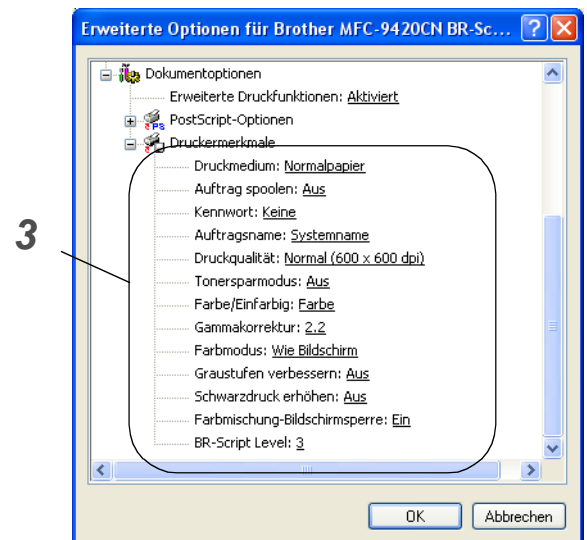 Erweiterte Optionen für Brother MFC-9420CN BR-Sc...
Dokumentoptionen
Erweiterte Druckfunktionen: Aktiviert
PS
PostScript-Optionen
Druckermerkmale
Druckmedium: Normalpapier
Auftrag spoolen: Aus
Kennwort: Keine
3
Auftragsname: Systemname
Druckqualität: Normal (600 x 600 dpi)
Tonersparmodus: Aus
Farbe/Einfarbig: Farbe
Gammakorrektur: 2.2
Farbmodus: Wie Bildschirm
Graustufen verbessern: Aus
Schwarzdruck erhöhen: Aus
Farbmischung-Bildschirmsperre: Ein
BR-Script Level: 3
OK Abbrechen